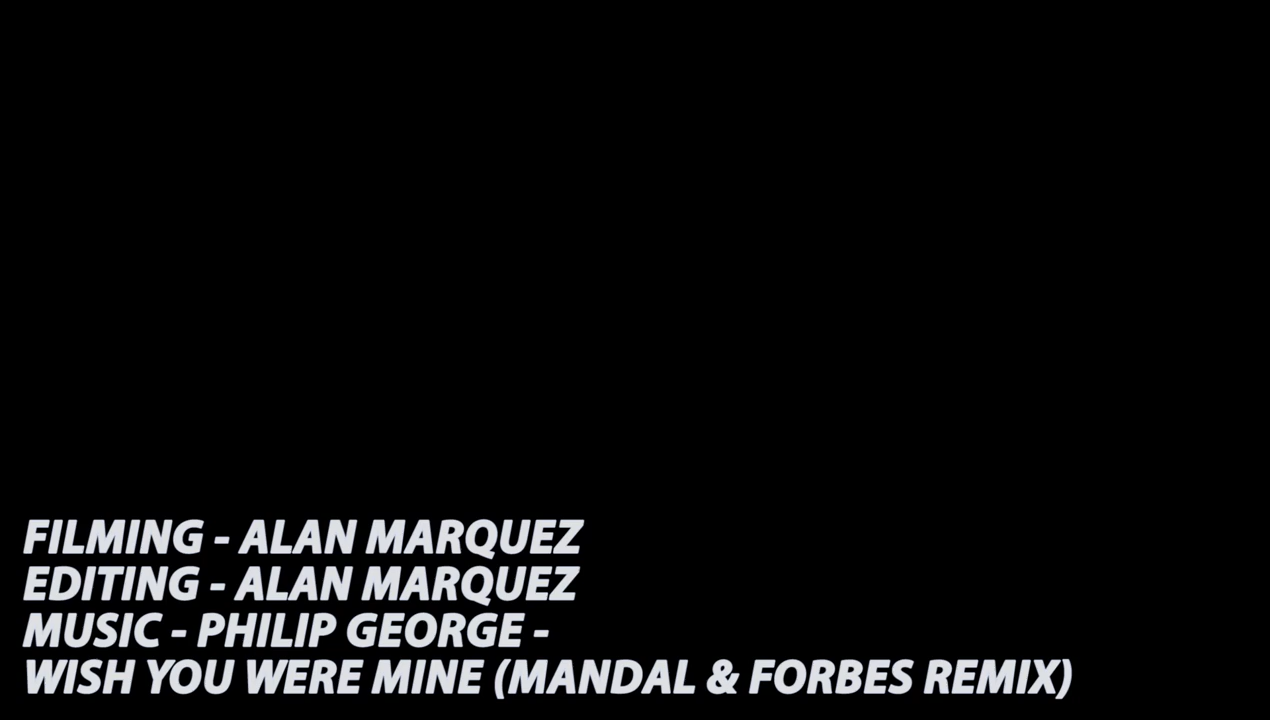 FILMING - ALAN MARQUEZ
EDITING - ALAN MARQUEZ
MUSIC - PHILIP GEORGE -
WISH YOU WERE MINE (MANDAL & FORBES REMIX)